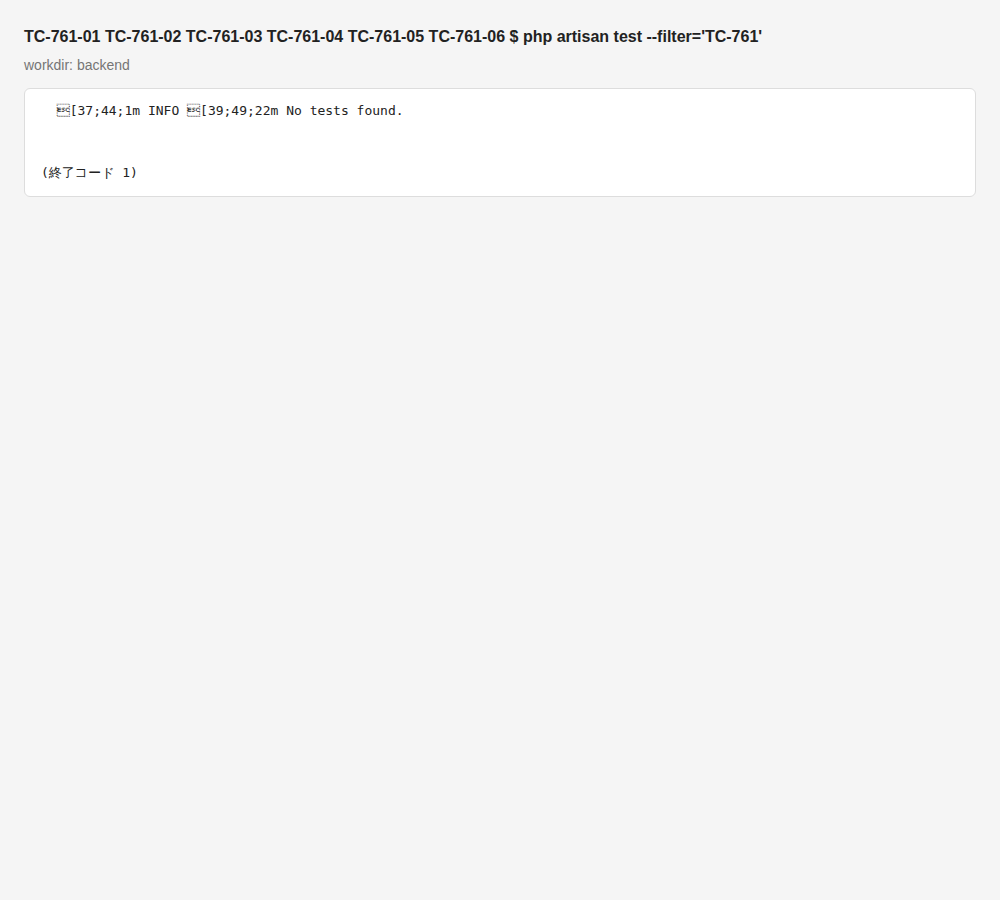 TC-761-01 TC-761-02 TC-761-03 TC-761-04 TC-761-05 TC-761-06 $ php artisan test --filter='TC-761'
workdir: backend
␛[37;44;1m INFO ␛[39;49;22m No tests found.
(終了コード 1)